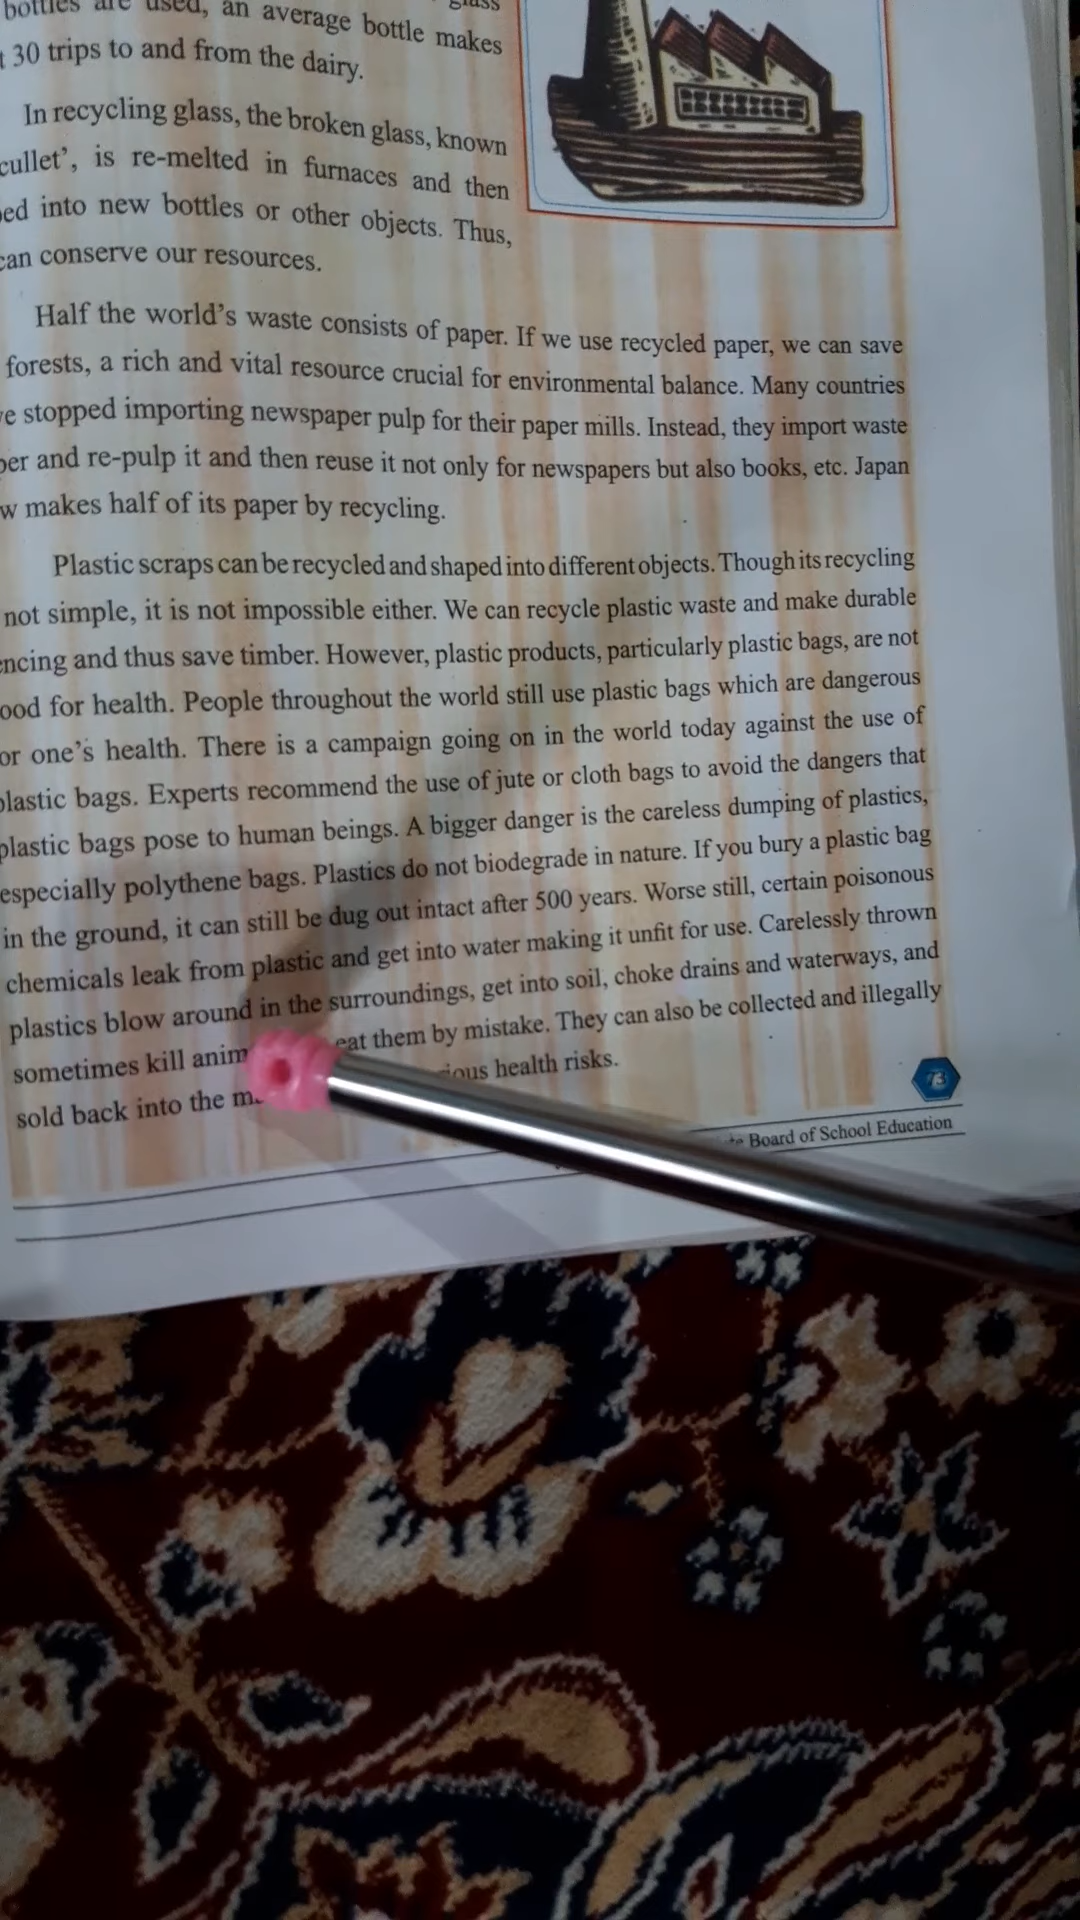 bottles are used, an average bottle makes
30 trips to and from the dairy.
In recycling glass, the broken glass, known
cullet’, is re-melted in furnaces and then
into new bottles or other objects. Thus,
can conserve our resources.
Half the world’s waste consists of paper. If we use recycled paper, we can save
forests, a rich and vital resource crucial for environmental balance. Many countries
stopped importing newspaper pulp for their paper mills. Instead, they import waste
and re-pulp it and then reuse it not only for newspapers but also books, etc. Japan
makes half of its paper by recycling.
Plastic scraps can be recycled and shaped into different objects. Though its recycling
not simple, it is not impossible either. We can recycle plastic waste and make durable
and thus save timber. However, plastic products, particularly plastic bags, are not
for health. People throughout the world still use plastic bags which are dangerous
one’s health. There is a campaign going on in the world today against the use of
plastic bags. Experts recommend the use of jute or cloth bags to avoid the dangers that
plastic bags pose to human beings. A bigger danger is the careless dumping of plastics,
especially polythene bags. Plastics do not biodegrade in nature. If you bury a plastic bag
in the ground, it can still be dug out intact after 500 years. Worse still, certain poisonous
chemicals leak from plastic and get into water making it unfit for use. Carelessly thrown
plastics blow around in the surroundings, get into soil, choke drains and waterways, and
sometimes kill eat them by mistake. They can also be collected and illegally
sold back into the health risks.
73
Board of School Education